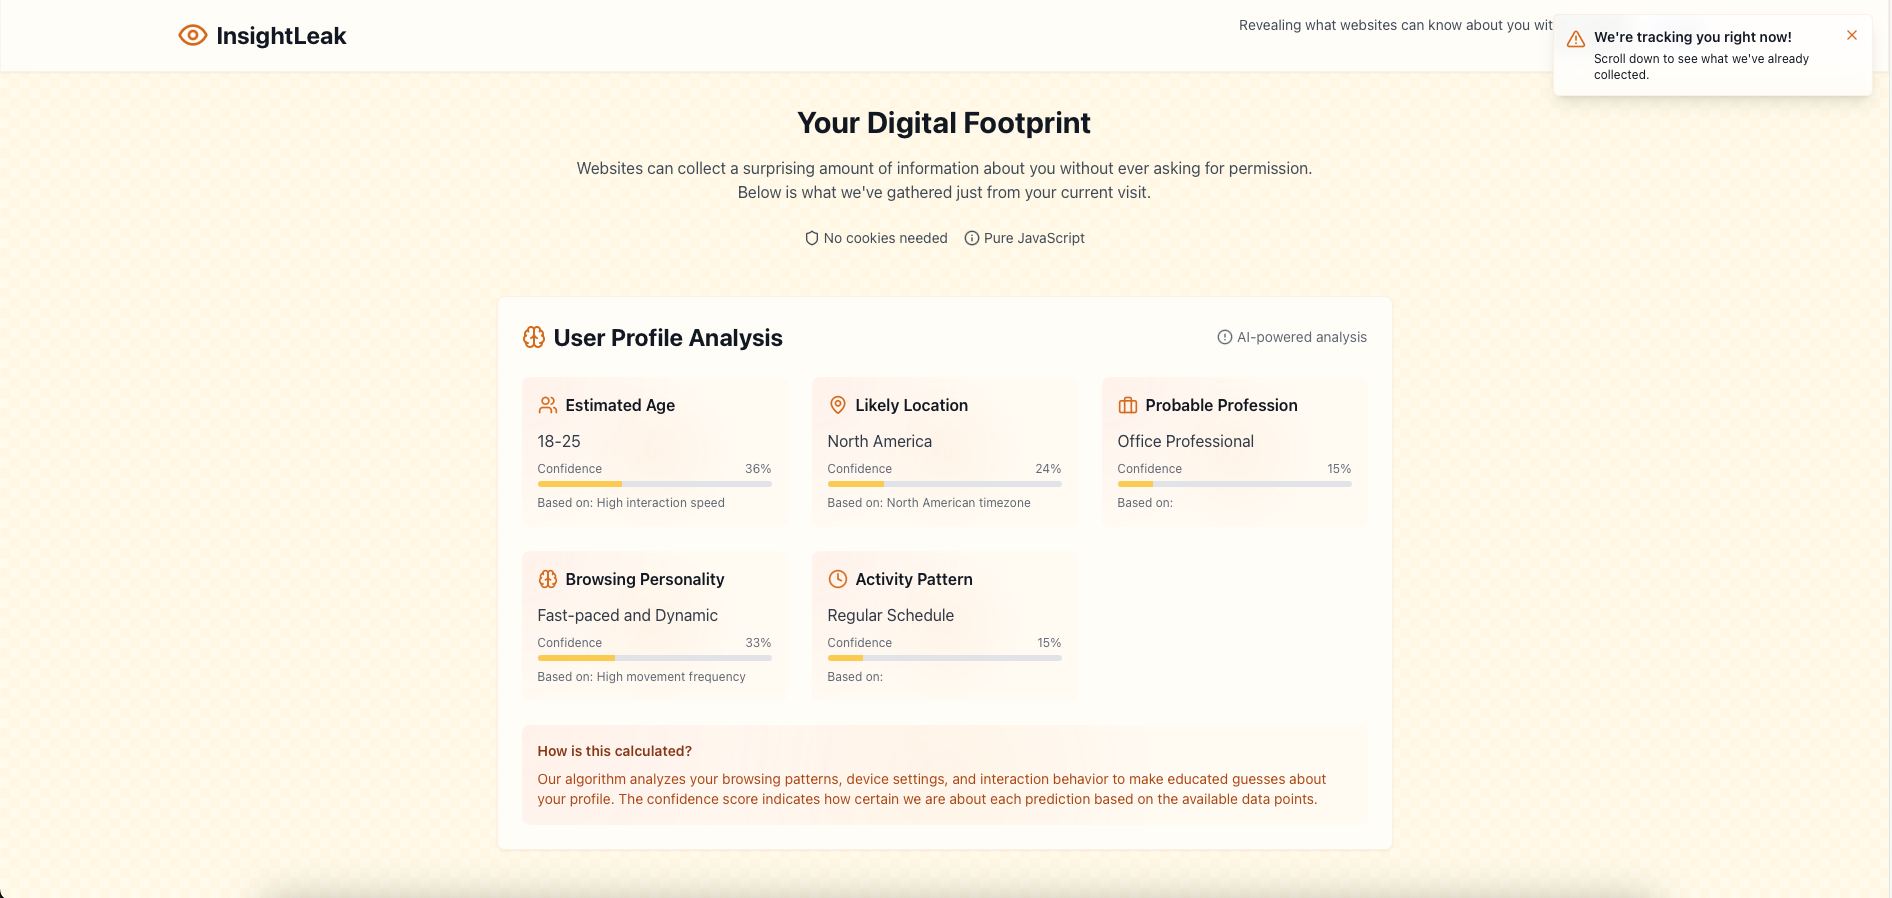 InsightLeak
Revealing what websites can know about you wit
We're tracking you right now!
Scroll down to see what we've already
collected.
Your Digital Footprint
Websites can collect a surprising amount of information about you without ever asking for permission.
Below is what we've gathered just from your current visit.
No cookies needed
Pure JavaScript
User Profile Analysis
AI-powered analysis
Estimated Age
18-25
Confidence 36%
Based on: High interaction speed
Likely Location
North America
Confidence 24%
Based on: North American timezone
Probable Profession
Office Professional
Confidence 15%
Based on:
Browsing Personality
Fast-paced and Dynamic
Confidence 33%
Based on: High movement frequency
Activity Pattern
Regular Schedule
Confidence 15%
Based on:
How is this calculated?
Our algorithm analyzes your browsing patterns, device settings, and interaction behavior to make educated guesses about
your profile. The confidence score indicates how certain we are about each prediction based on the available data points.